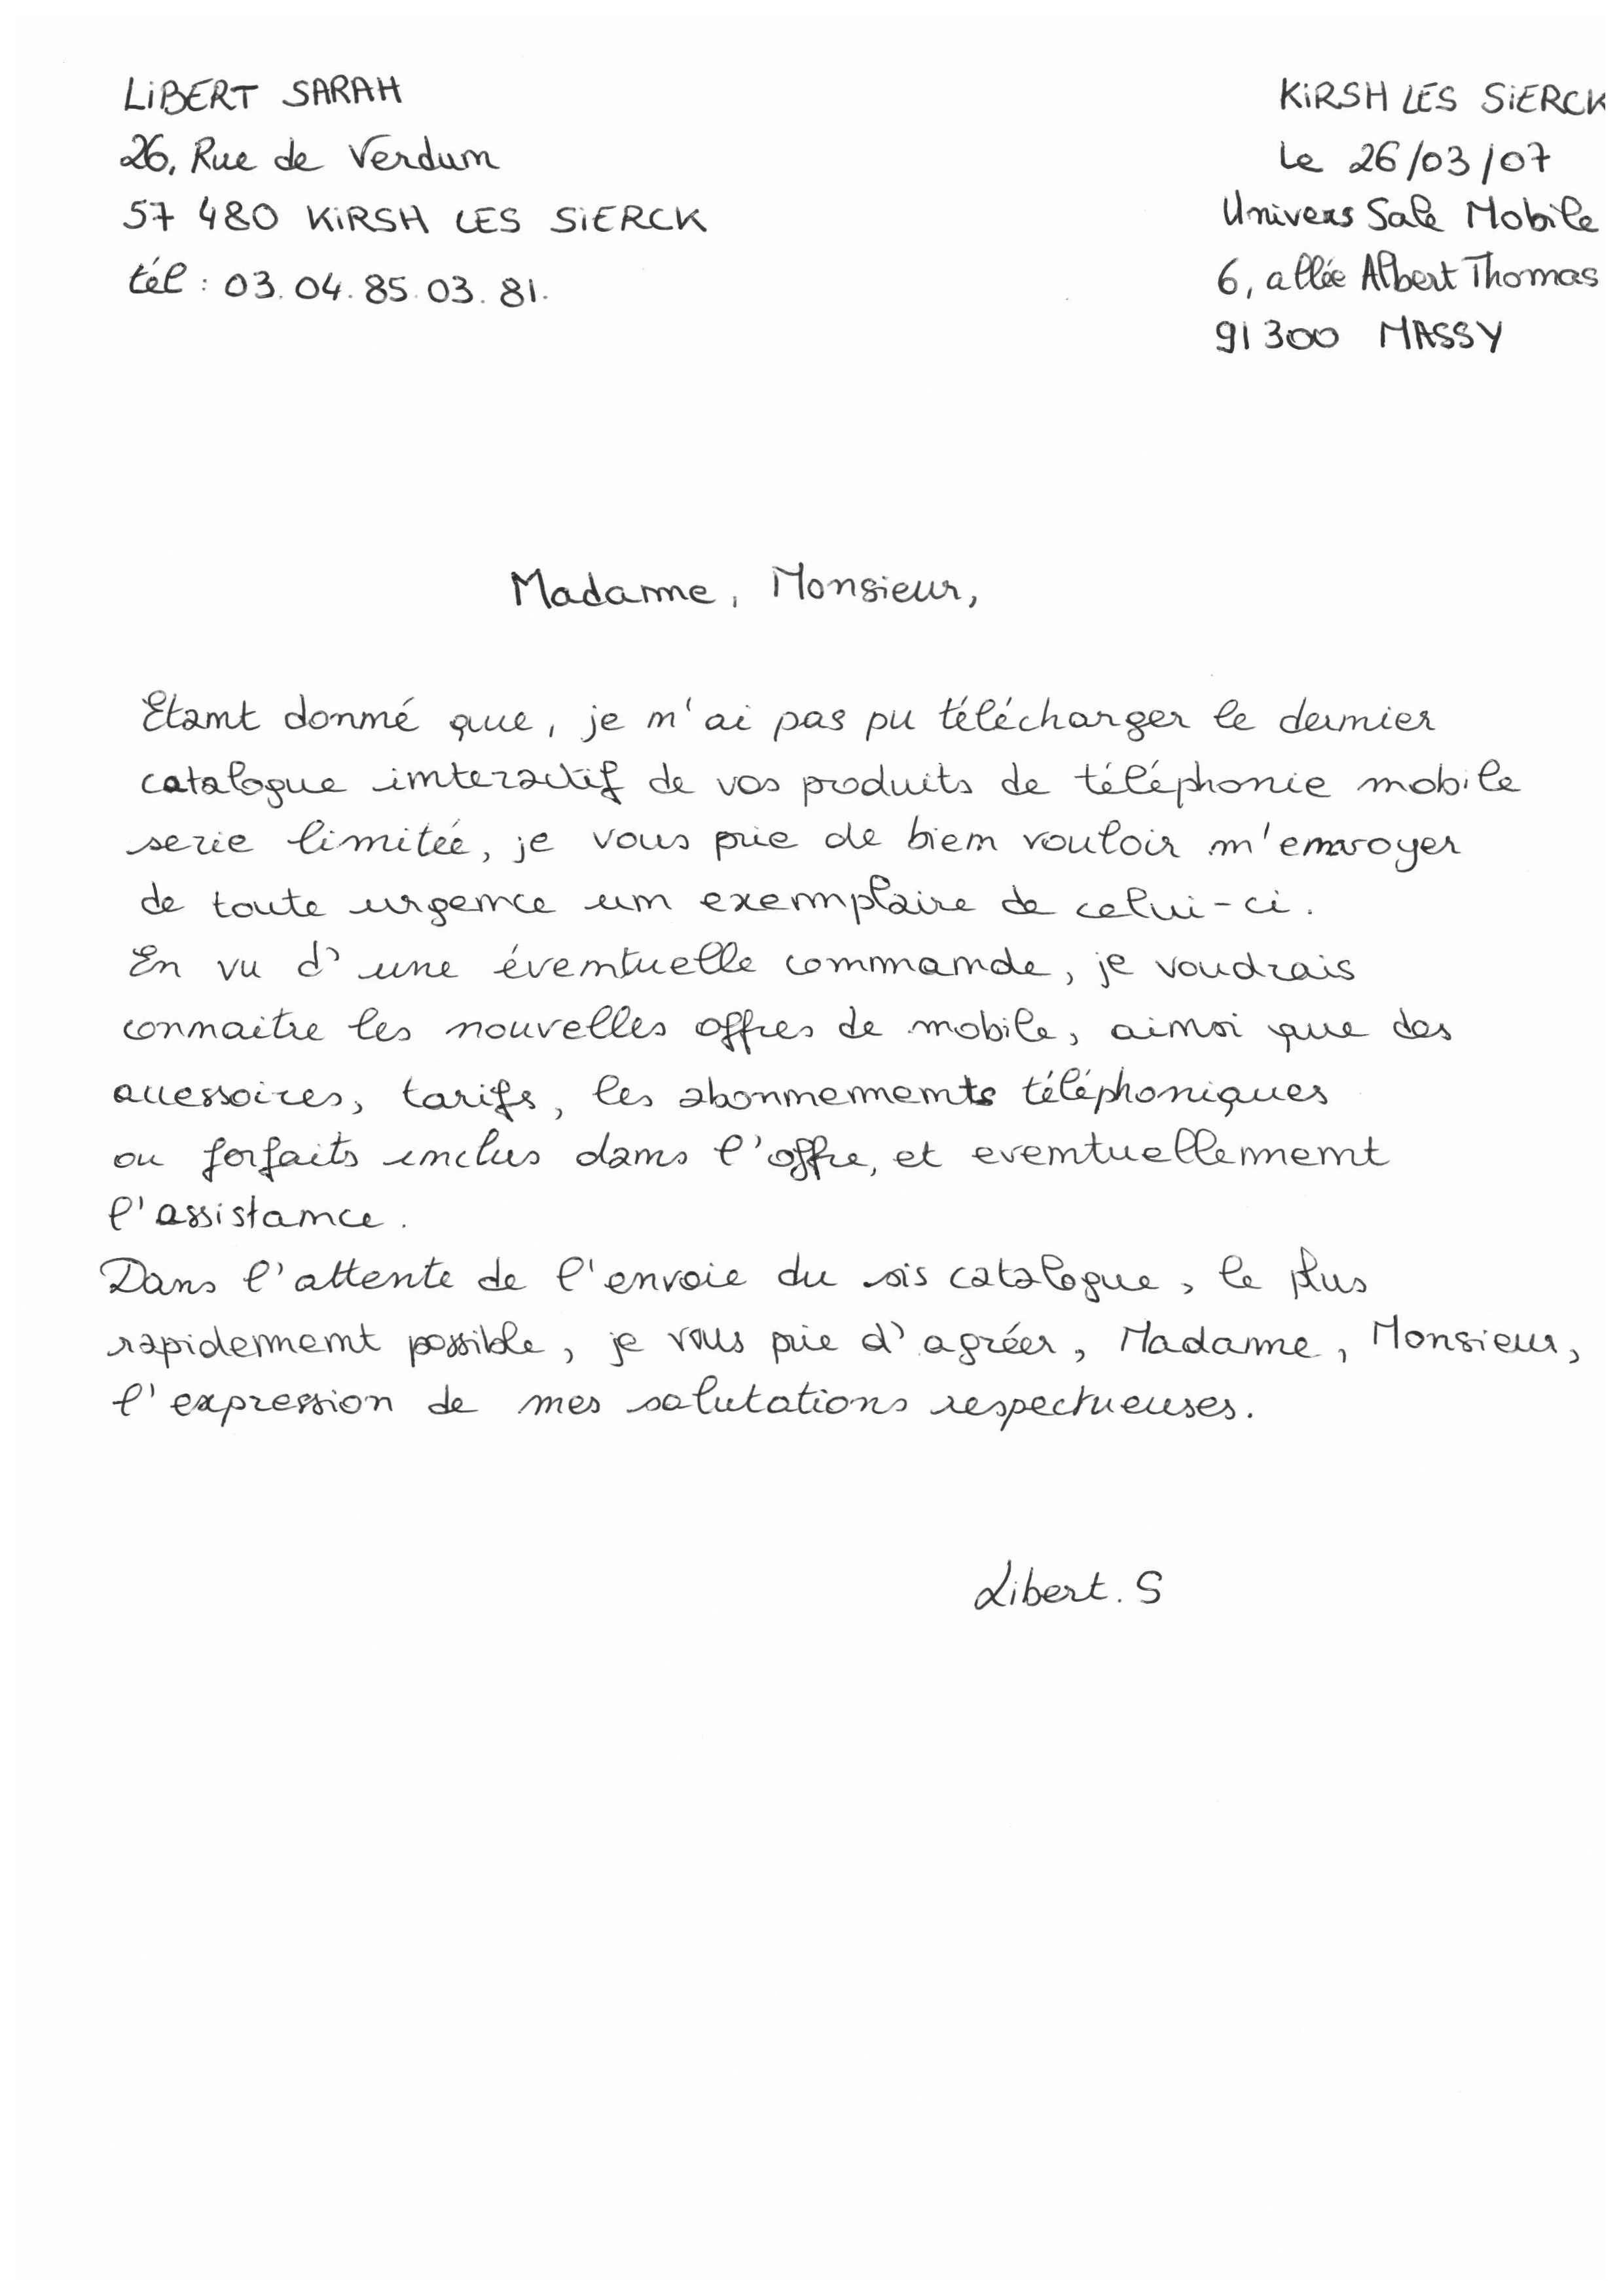 LIBERT SARAH
26, Rue de Verdun
57 480 KIRSH LES SIERCK
tél : 03.04.85.03.81.
KIRSH LES SIERCK
Le 26/03/07
Univers Sale Mobile
6, allée Albert Thomas
91300 MASSY
Madame, Monsieur,
Etant donné que, je n'ai pas pu télécharger le dernier
catalogue interactif de vos produits de téléphonie mobile
serie limitée, je vous prie de bien vouloir m'envoyer
de toute urgence un exemplaire de celui-ci.
En vu d'une éventuelle commande, je voudrais
connaitre les nouvelles offres de mobile, ainsi que des
accessoires, tarifs, les abonnements téléphoniques
ou forfaits inclus dans l'offre, et eventuellement
l'assistance.
Dans l'attente de l'envoie du sis catalogue, le plus
rapidement possible, je vous prie d'agréer, Madame, Monsieur,
l'expression de mes salutations respectueuses.
Libert. S